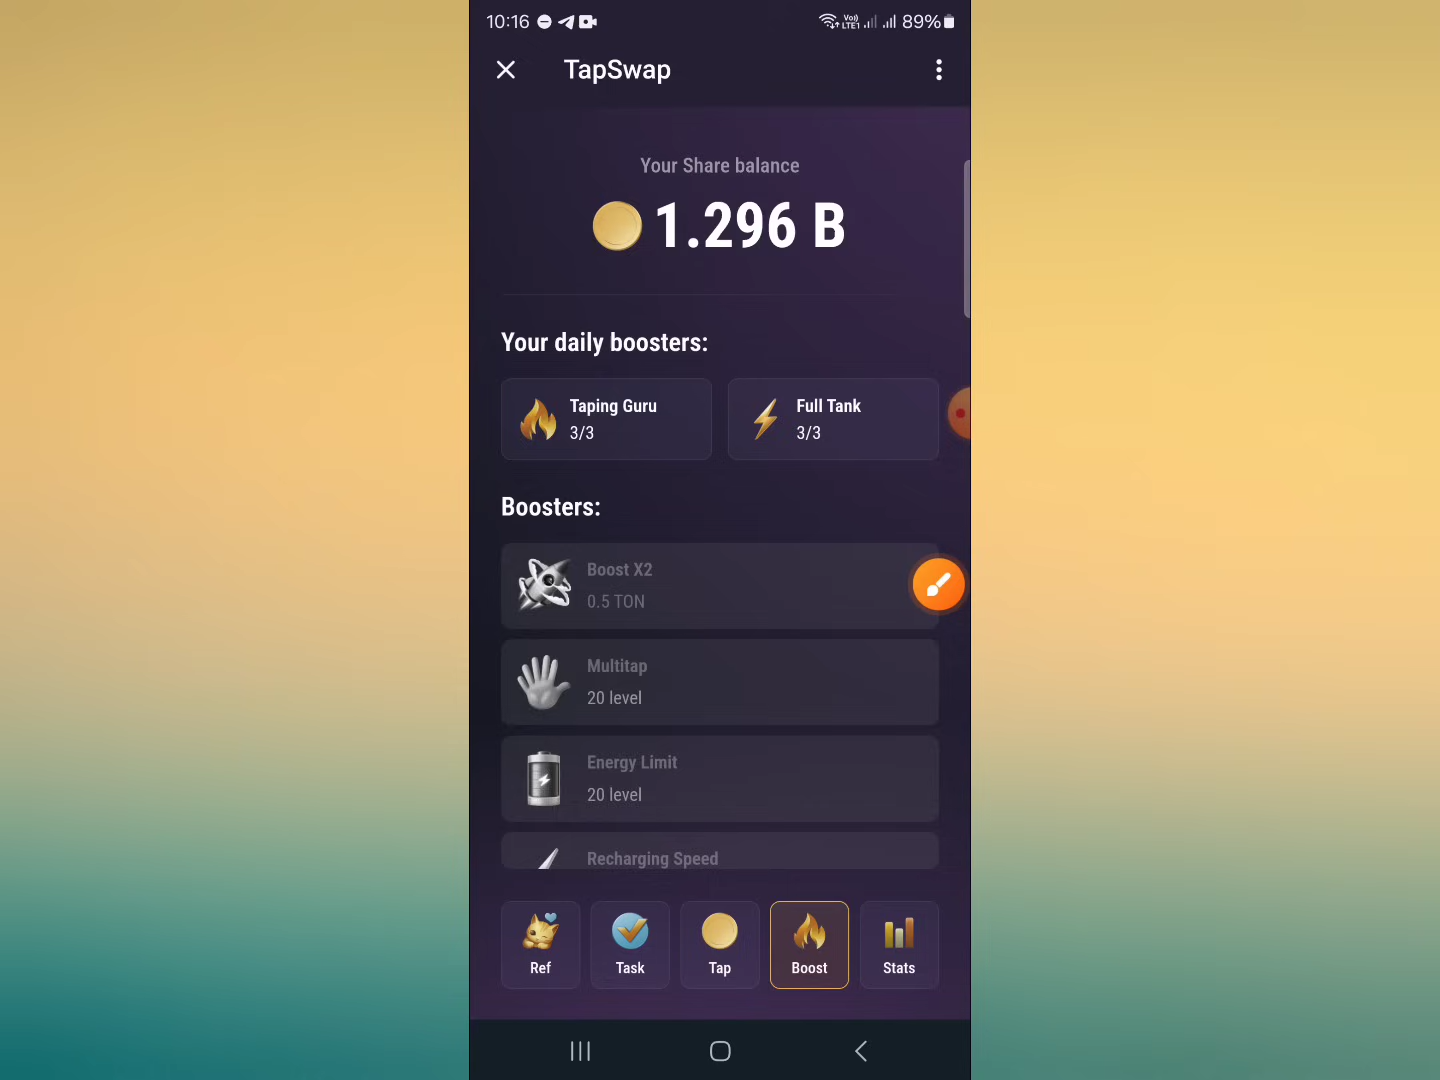 10:16
Vo)) LTE1 89%
TapSwap
Your Share balance
1.296 B
Your daily boosters:
Taping Guru
3/3
Full Tank
3/3
Boosters:
Boost X2
0.5 TON
Multitap
20 level
Energy Limit
20 level
Recharging Speed
Ref
Task
Tap
Boost
Stats